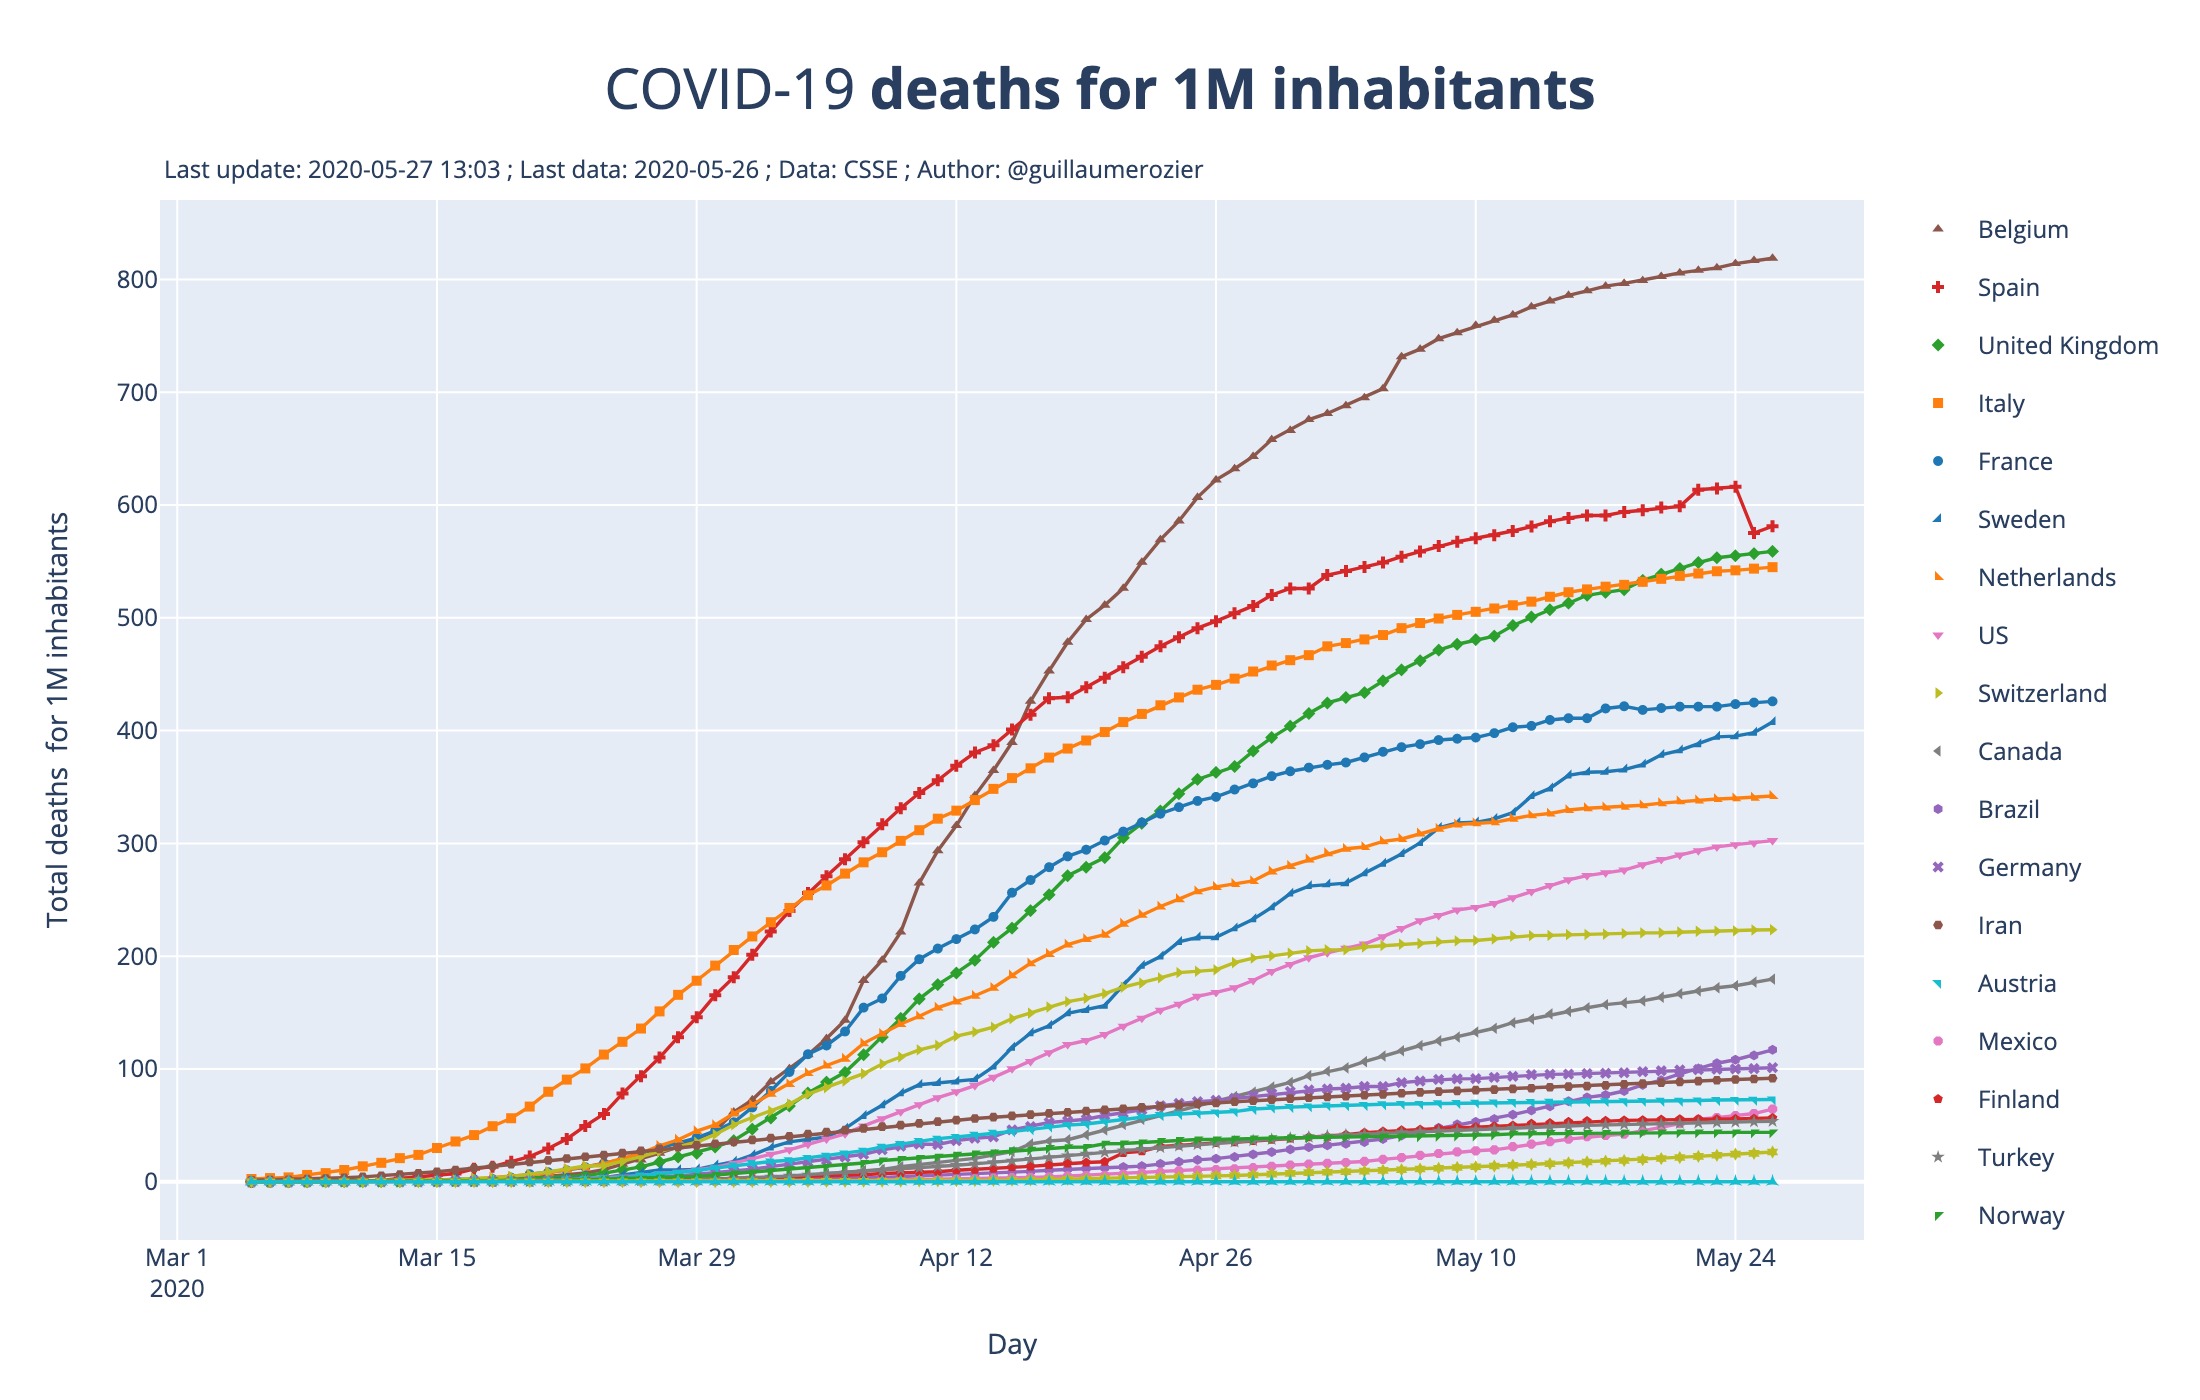 COVID-19 deaths for 1M inhabitants
Last update: 2020-05-27 13:03 ; Last data: 2020-05-26 ; Data: CSSE ; Author: @guillaumerozier
Total deaths for 1M inhabitants
800
700
600
500
400
300
200
100
0
Mar 1
2020
Mar 15
Mar 29
Apr 12
Apr 26
May 10
May 24
Day
Belgium
Spain
United Kingdom
Italy
France
Sweden
Netherlands
US
Switzerland
Canada
Brazil
Germany
Iran
Austria
Mexico
Finland
Turkey
Norway